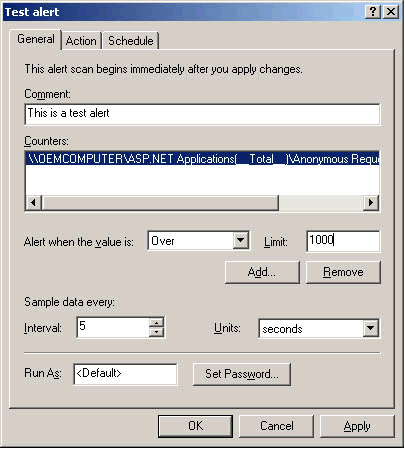 Test alert
General Action Schedule
This alert scan begins immediately after you apply changes.
Comment:
This is a test alert
Counters:
\\OEMCOMPUTER\ASP.NET Applications(__Total__)\Anonymous Reque
Alert when the value is: Over Limit: 1000
Add... Remove
Sample data every:
Interval: 5 Units: seconds
Run As: <Default> Set Password...
OK Cancel Apply